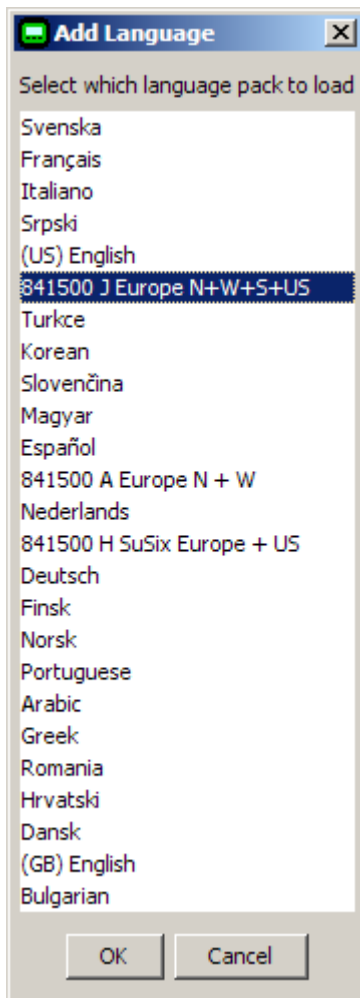 Add Language
Select which language pack to load
Svenska
Français
Italiano
Srpski
(US) English
841500 J Europe N+W+S+US
Turkce
Korean
Slovenčina
Magyar
Español
841500 A Europe N + W
Nederlands
841500 H SuSix Europe + US
Deutsch
Finsk
Norsk
Portuguese
Arabic
Greek
Romania
Hrvatski
Dansk
(GB) English
Bulgarian
OK Cancel